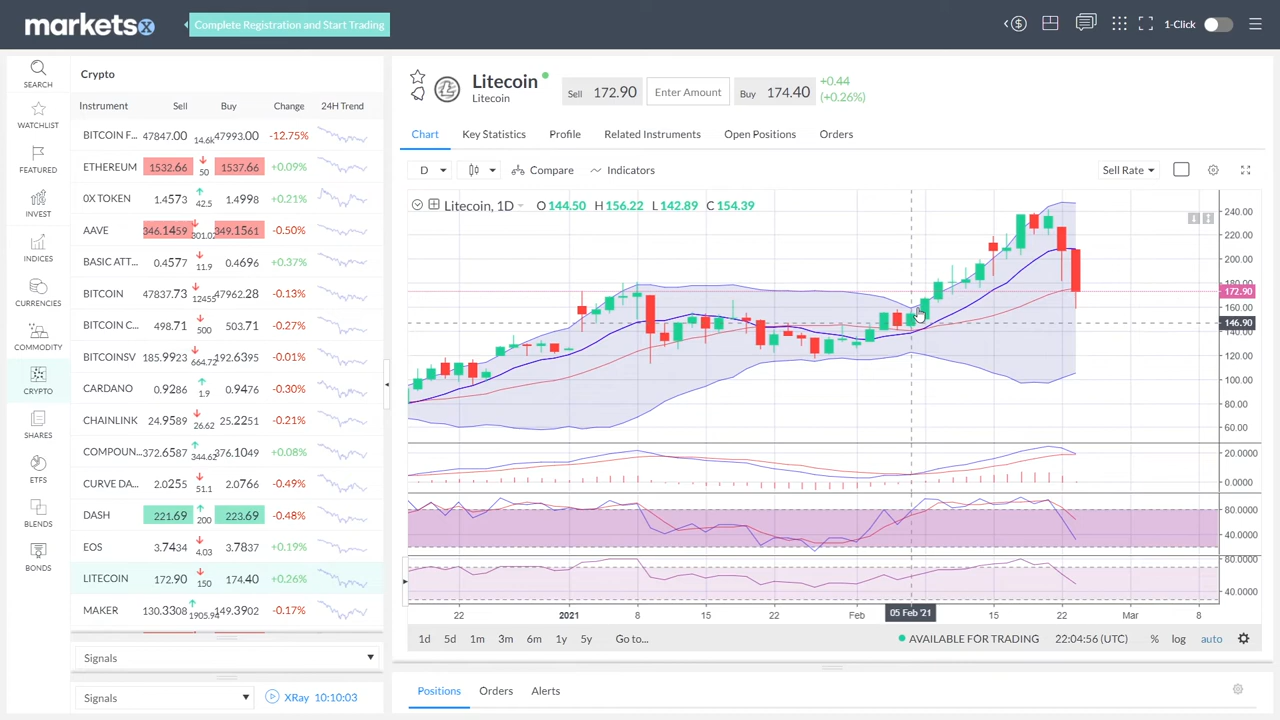 marketsx
Complete Registration and Start Trading
1-Click
SEARCH
WATCHLIST
FEATURED
INVEST
INDICES
CURRENCIES
COMMODITY
CRYPTO
SHARES
ETFS
BLENDS
BONDS
Crypto
Instrument Sell Buy Change 24H Trend
BITCOIN F... 47847.00 14.6k 47993.00 -12.75%
ETHEREUM 1532.66 50 1537.66 +0.09%
0X TOKEN 1.4573 42.5 1.4998 +0.21%
AAVE 346.1459 301.02 349.1561 -0.50%
BASIC ATT... 0.4577 11.9 0.4696 +0.37%
BITCOIN 47837.73 12455 47962.28 -0.13%
BITCOIN C... 498.71 500 503.71 -0.27%
BITCOINSV 185.9923 664.72 192.6395 -0.01%
CARDANO 0.9286 1.9 0.9476 -0.30%
CHAINLINK 24.9589 26.62 25.2251 -0.21%
COMPOUN... 372.6587 344.62 376.1049 +0.08%
CURVE DA... 2.0255 51.1 2.0766 -0.49%
DASH 221.69 200 223.69 -0.48%
EOS 3.7434 4.03 3.7837 +0.19%
LITECOIN 172.90 150 174.40 +0.26%
MAKER 130.3308 1905.94 149.3902 -0.17%
Signals
Signals
XRay 10:10:03
Litecoin
Litecoin
Sell 172.90
Enter Amount
Buy 174.40
+0.44
(+0.26%)
Chart Key Statistics Profile Related Instruments Open Positions Orders
D Compare Indicators Sell Rate
Litecoin, 1D O 144.50 H 156.22 L 142.89 C 154.39
240.00
220.00
200.00
180.00
172.90
160.00
146.90
140.00
120.00
100.00
80.00
60.00
20.0000
0.0000
80.0000
40.0000
80.0000
40.0000
22 2021 8 15 22 Feb 05 Feb '21 15 22 Mar 8
1d 5d 1m 3m 6m 1y 5y Go to... AVAILABLE FOR TRADING 22:04:56 (UTC) % log auto
Positions Orders Alerts